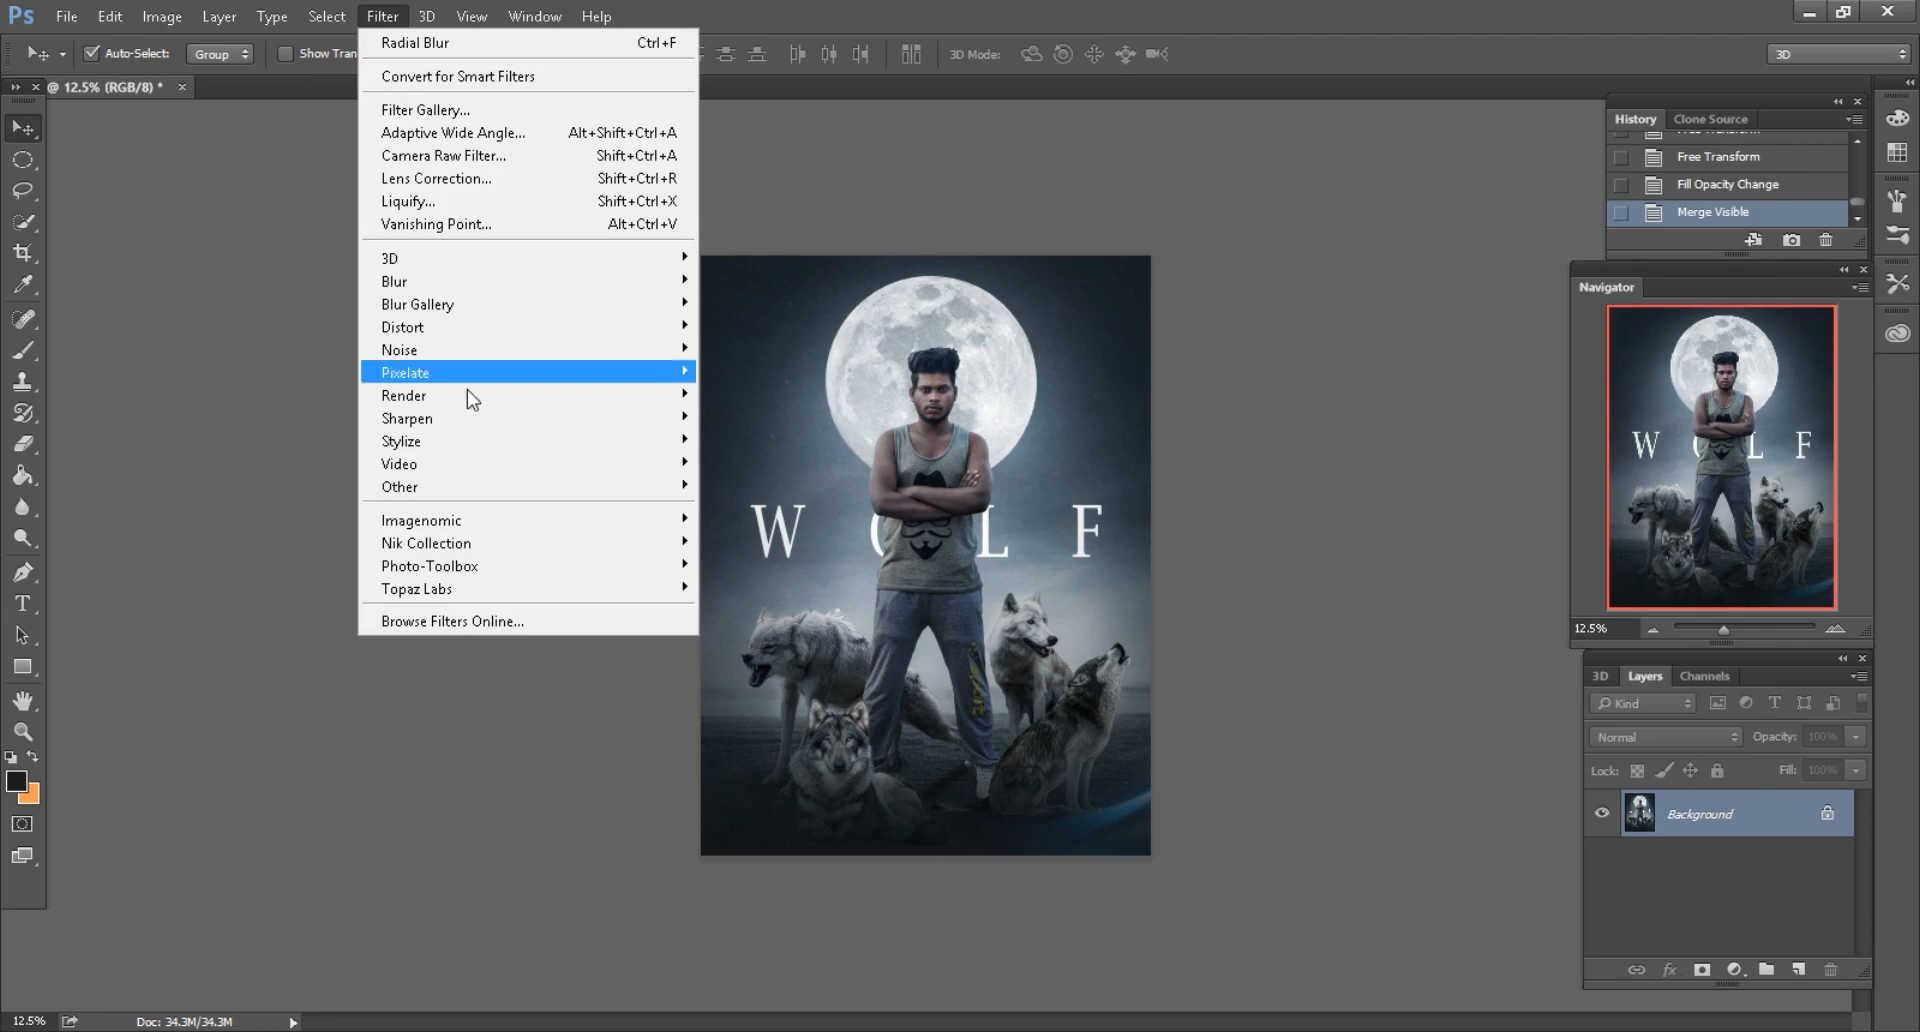 Ps File Edit Image Layer Type Select Filter 3D View Window Help
Auto-Select: Group Show Tran 3D Mode: 3D
@ 12.5% (RGB/8) * ×
Radial Blur Ctrl+F
Convert for Smart Filters
Filter Gallery...
Adaptive Wide Angle... Alt+Shift+Ctrl+A
Camera Raw Filter... Shift+Ctrl+A
Lens Correction... Shift+Ctrl+R
Liquify... Shift+Ctrl+X
Vanishing Point... Alt+Ctrl+V
3D
Blur
Blur Gallery
Distort
Noise
Pixelate
Render
Sharpen
Stylize
Video
Other
Imagenomic
Nik Collection
Photo-Toolbox
Topaz Labs
Browse Filters Online...
W O L F
History Clone Source
Free Transform
Free Transform
Fill Opacity Change
Merge Visible
Navigator
W O L F
12.5%
3D Layers Channels
Kind
Normal Opacity: 100%
Lock: Fill: 100%
Background
fx
12.5% Doc: 34.3M/34.3M